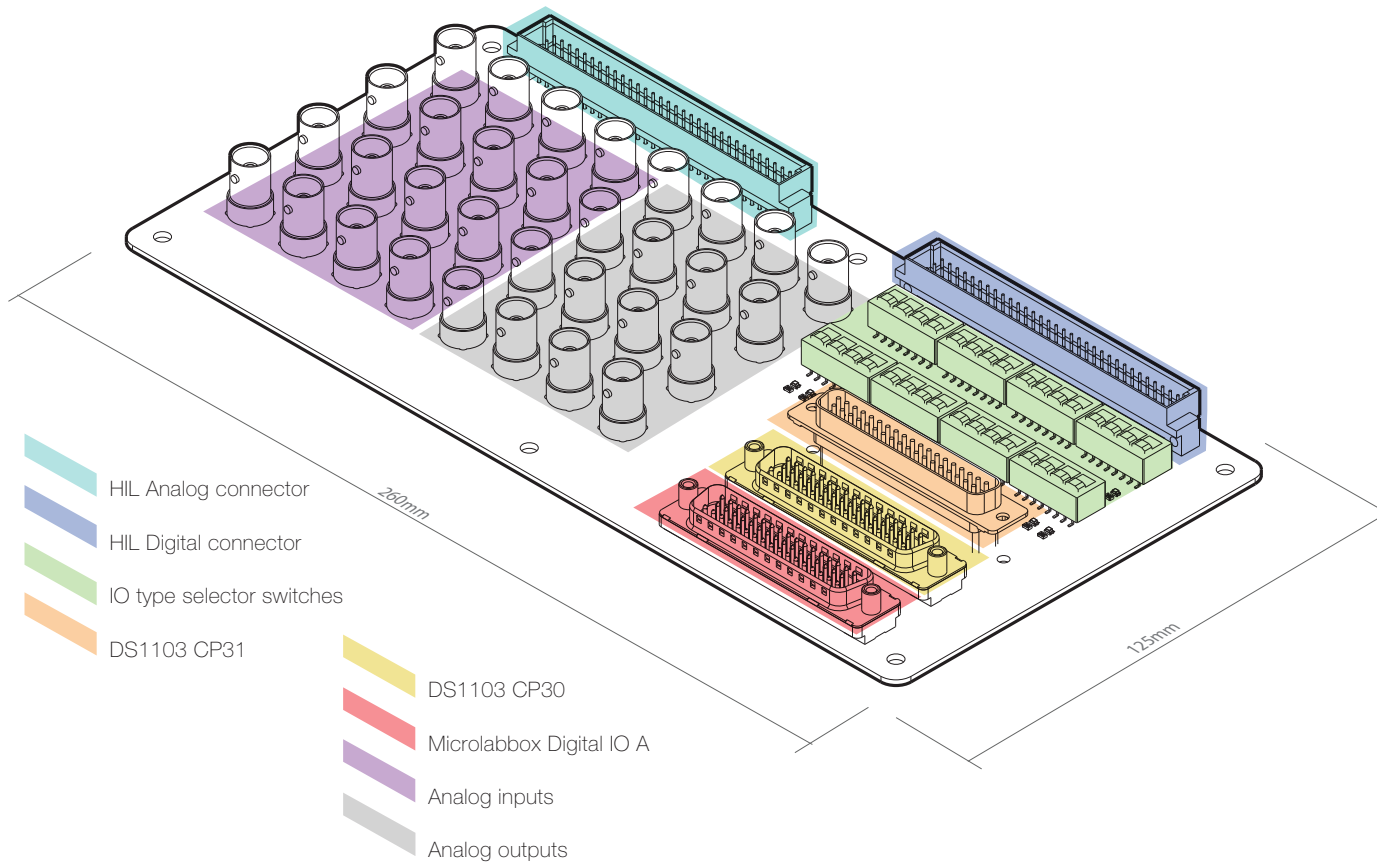 HIL Analog connector
HIL Digital connector
IO type selector switches
DS1103 CP31
DS1103 CP30
Microlabbox Digital IO A
Analog inputs
Analog outputs
260mm
125mm